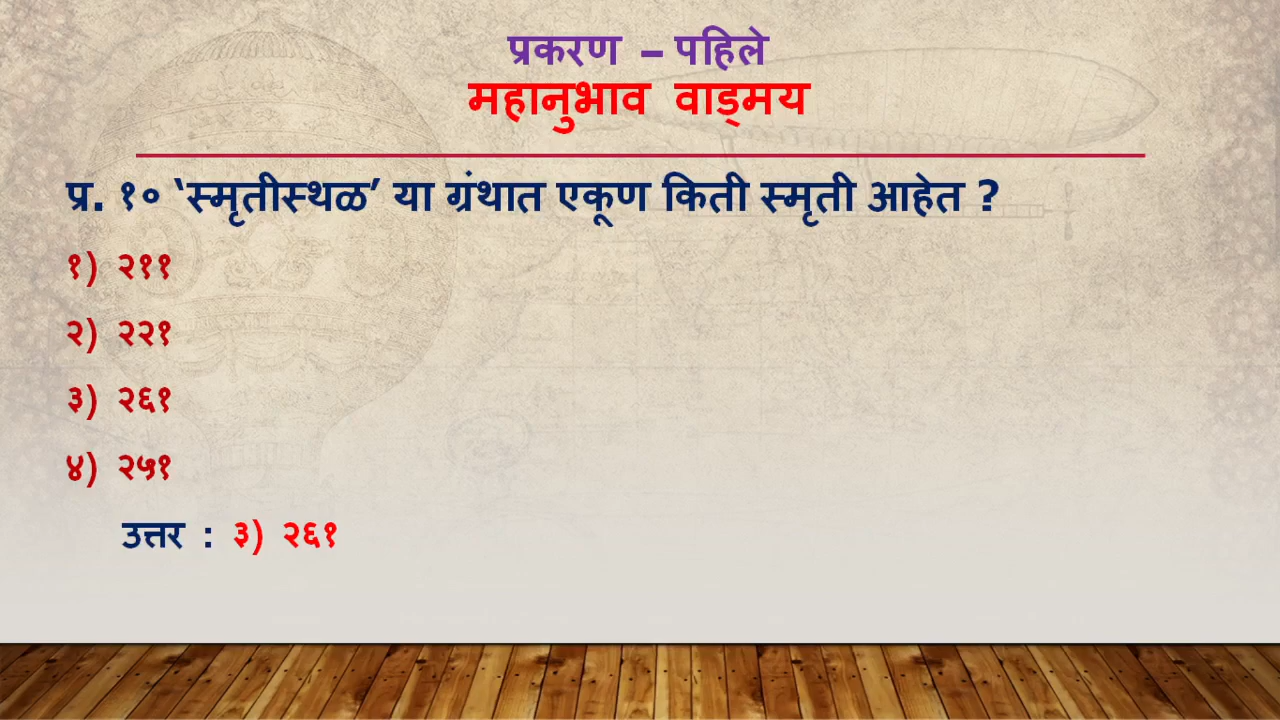 प्रकरण – पहिले
महानुभाव वाड्‌मय
प्र. १० ‘स्मृतीस्थळ’ या ग्रंथात एकूण किती स्मृती आहेत ?
१) २११
२) २२१
३) २६१
४) २५१
उत्तर : ३) २६१